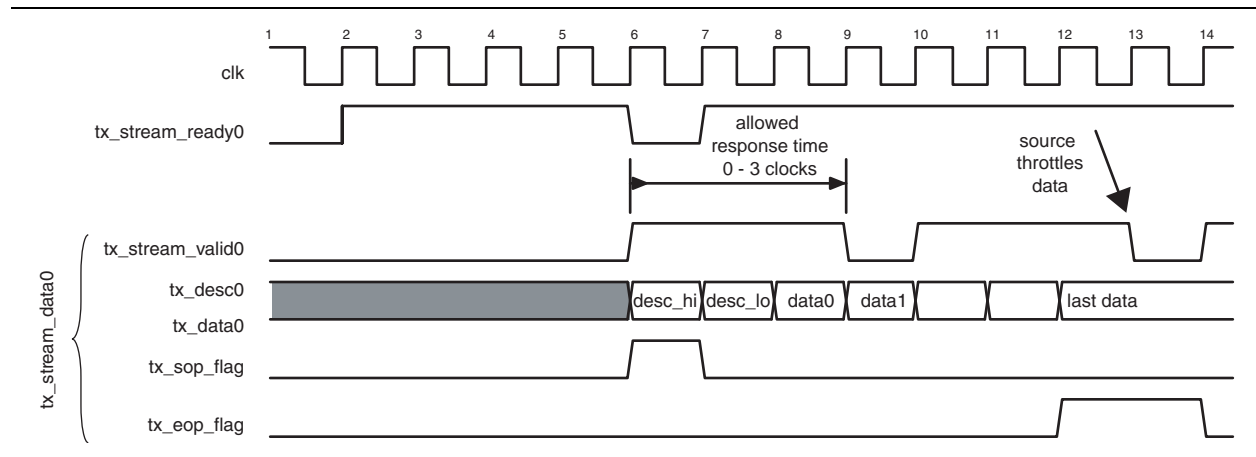 1 2 3 4 5 6 7 8 9 10 11 12 13 14
clk
tx_stream_ready0
allowed
response time
0 - 3 clocks
source
throttles
data
tx_stream_data0
tx_stream_valid0
tx_desc0
desc_hi desc_lo data0 data1 last data
tx_data0
tx_sop_flag
tx_eop_flag